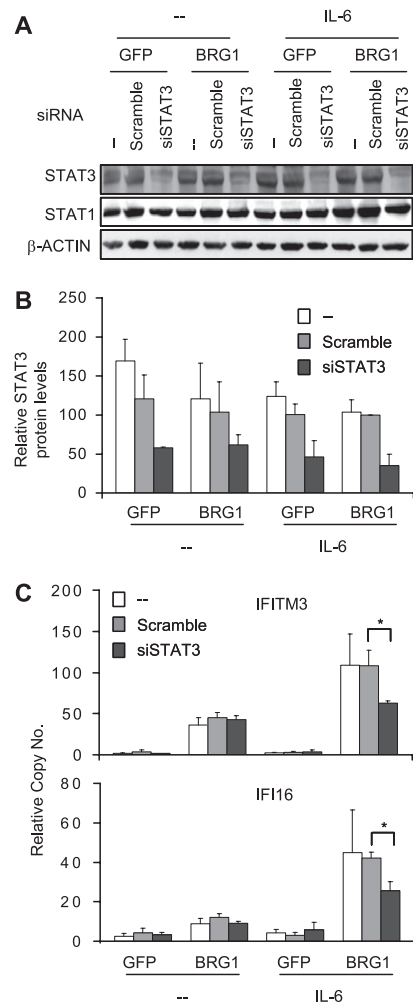 A
-- IL-6
GFP BRG1 GFP BRG1
siRNA
– Scramble siSTAT3 -- Scramble siSTAT3 – Scramble siSTAT3 – Scramble siSTAT3
STAT3
STAT1
β-ACTIN
B
Relative STAT3
protein levels
250
200
150
100
50
0
–
Scramble
siSTAT3
GFP BRG1 GFP BRG1
-- IL-6
C
Relative Copy No.
200
150
100
50
0
--
Scramble
siSTAT3
IFITM3
*
80
60
40
20
0
IFI16
*
GFP BRG1 GFP BRG1
-- IL-6